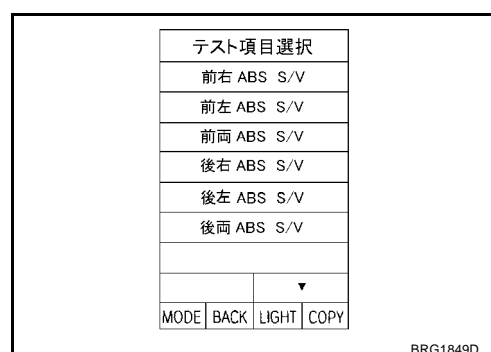 テスト項目選択
前右 ABS S/V
前左 ABS S/V
前両 ABS S/V
後右 ABS S/V
後左 ABS S/V
後両 ABS S/V
▼
MODE BACK LIGHT COPY
BRG1849D